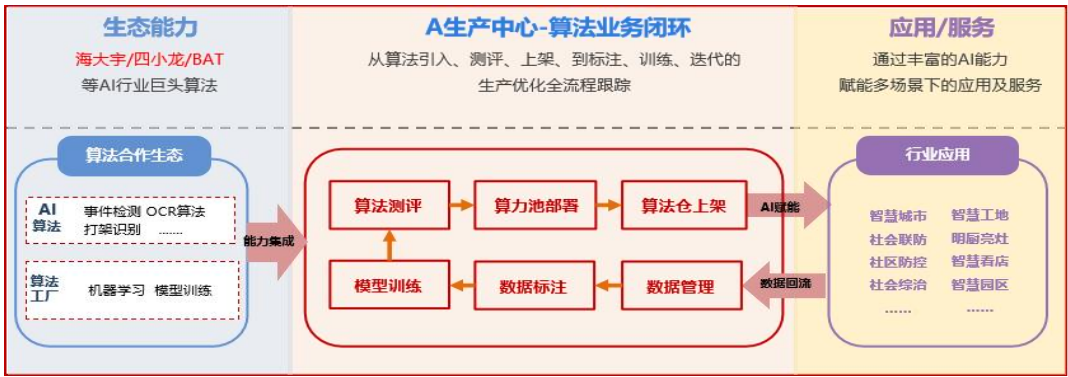 生态能力
海大宇/四小龙/BAT
等AI行业巨头算法
算法合作生态
AI
算法
事件检测 OCR算法
打架识别 .......
算法
工厂
机器学习 模型训练
能力集成
A生产中心-算法业务闭环
从算法引入、测评、上架、到标注、训练、迭代的
生产优化全流程跟踪
算法测评
算力池部署
算法仓上架
模型训练
数据标注
数据管理
AI赋能
数据回流
应用/服务
通过丰富的AI能力
赋能多场景下的应用及服务
行业应用
智慧城市 智慧工地
社会联防 明厨亮灶
社区防控 智慧看店
社会综治 智慧园区
...... ......